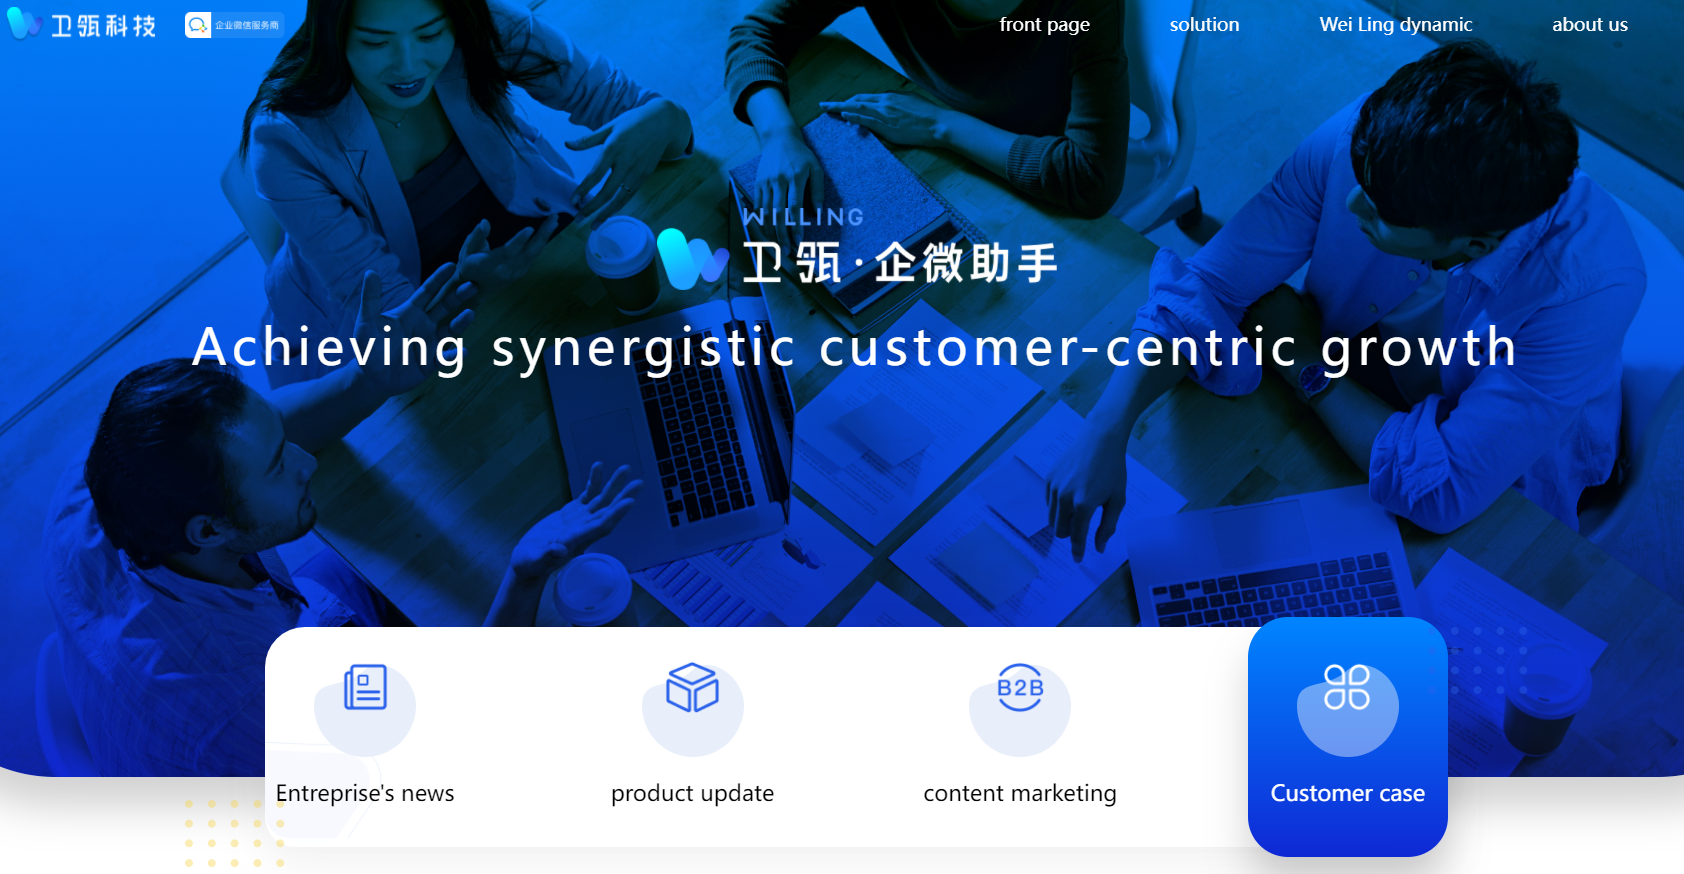 卫瓴科技
企业微信服务商
front page
solution
Wei Ling dynamic
about us
WILLING
卫瓴·企微助手
Achieving synergistic customer-centric growth
B2B
Entreprise's news
product update
content marketing
Customer case